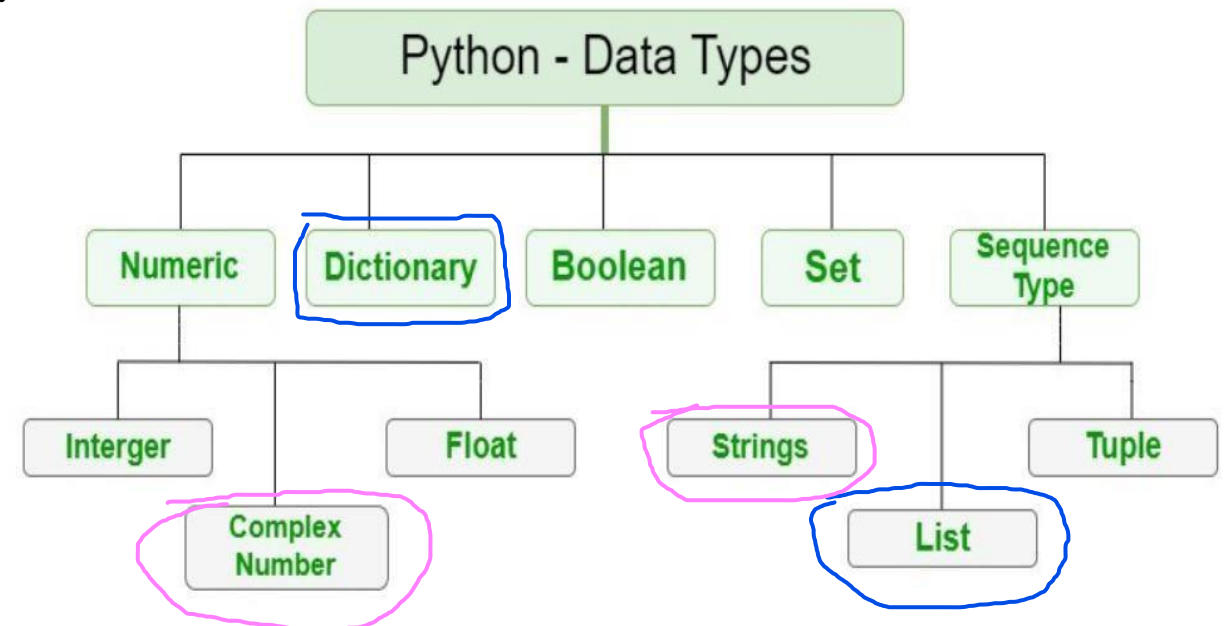 Python - Data Types
Numeric
Dictionary
Boolean
Set
Sequence
Type
Interger
Float
Strings
Tuple
Complex
Number
List